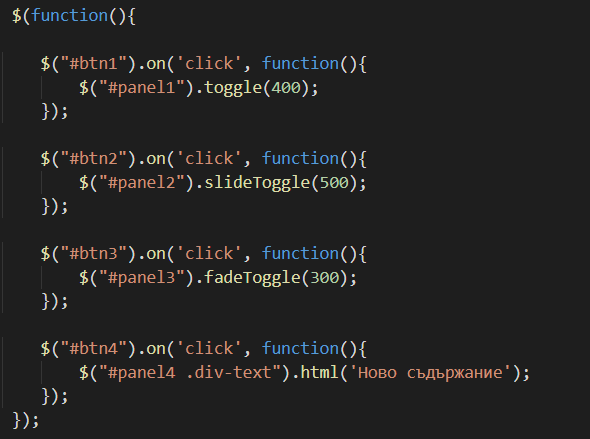 $(function(){
$("#btn1").on('click', function(){
$("#panel1").toggle(400);
});
$("#btn2").on('click', function(){
$("#panel2").slideToggle(500);
});
$("#btn3").on('click', function(){
$("#panel3").fadeToggle(300);
});
$("#btn4").on('click', function(){
$("#panel4 .div-text").html('Ново съдържание');
});
});